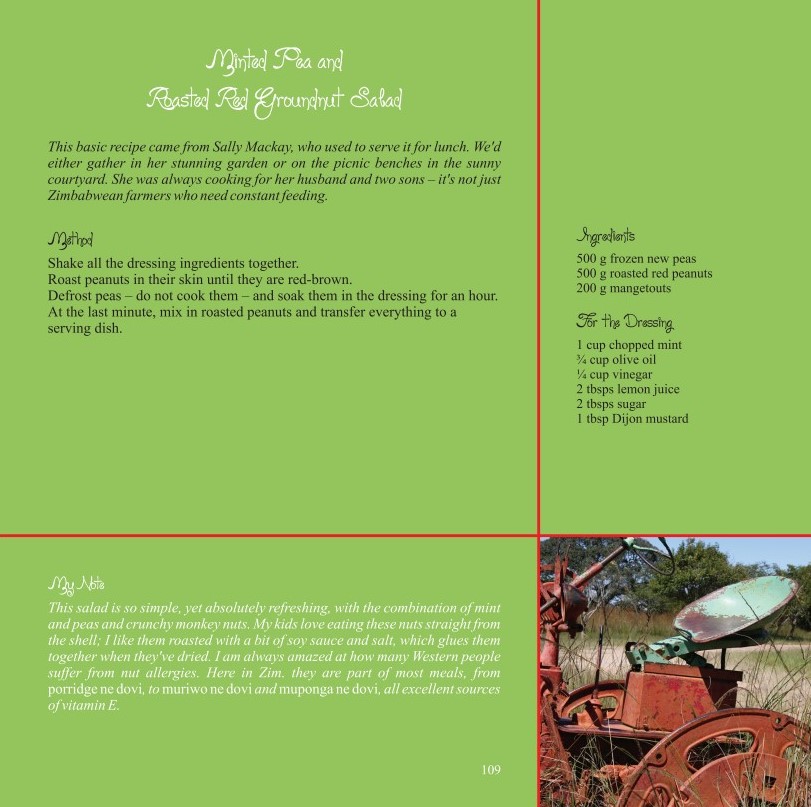 Minted Pea and
Roasted Red Groundnut Salad
This basic recipe came from Sally Mackay, who used to serve it for lunch. We'd
either gather in her stunning garden or on the picnic benches in the sunny
courtyard. She was always cooking for her husband and two sons – it's not just
Zimbabwean farmers who need constant feeding.
Method
Shake all the dressing ingredients together.
Roast peanuts in their skin until they are red-brown.
Defrost peas – do not cook them – and soak them in the dressing for an hour.
At the last minute, mix in roasted peanuts and transfer everything to a
serving dish.
Ingredients
500 g frozen new peas
500 g roasted red peanuts
200 g mangetouts
For the Dressing
1 cup chopped mint
¾ cup olive oil
¼ cup vinegar
2 tbsps lemon juice
2 tbsps sugar
1 tbsp Dijon mustard
My Note
This salad is so simple, yet absolutely refreshing, with the combination of mint
and peas and crunchy monkey nuts. My kids love eating these nuts straight from
the shell; I like them roasted with a bit of soy sauce and salt, which glues them
together when they've dried. I am always amazed at how many Western people
suffer from nut allergies. Here in Zim, they are part of most meals, from
porridge ne dovi, to muriwo ne dovi and muponga ne dovi, all excellent sources
of vitamin E.
109